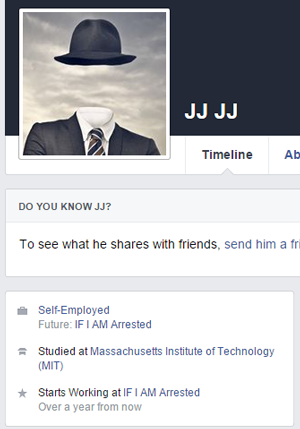 JJ JJ
Timeline
Ab
DO YOU KNOW JJ?
To see what he shares with friends, send him a fri
Self-Employed
Future: IF I AM Arrested
Studied at Massachusetts Institute of Technology
(MIT)
Starts Working at IF I AM Arrested
Over a year from now